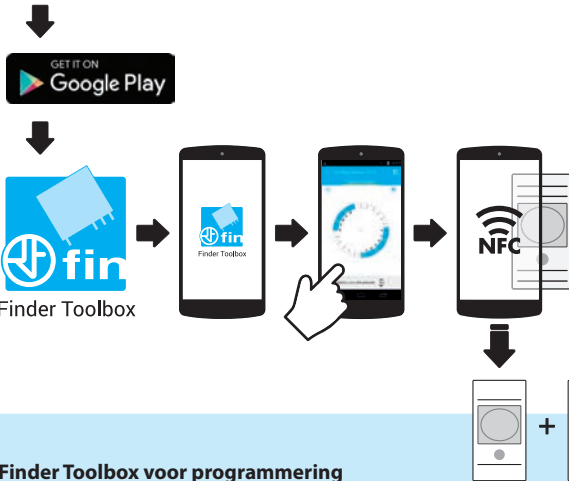 GET IT ON
Google Play
fin
Finder Toolbox
fin
Finder Toolbox
NFC
+
Finder Toolbox voor programmering